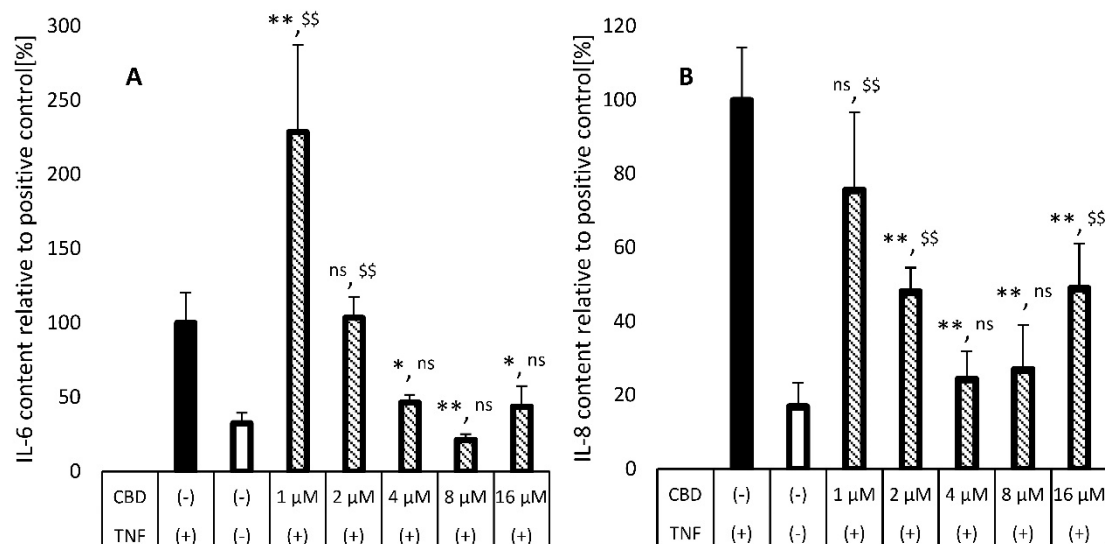 IL-6 content relative to positive control[%]
300
250
200
150
100
50
0
A
**, $$
ns, $$
*, ns
**, ns
*, ns
CBD (-) (-) 1 μM 2 μM 4 μM 8 μM 16 μM
TNF (+) (-) (+) (+) (+) (+) (+)
IL-8 content relative to positive control[%]
120
100
80
60
40
20
0
B
ns, $$
**, $$
**, ns
**, ns
**, $$
CBD (-) (-) 1 μM 2 μM 4 μM 8 μM 16 μM
TNF (+) (-) (+) (+) (+) (+) (+)